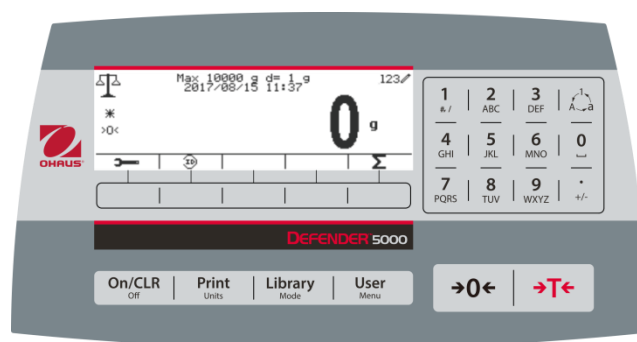 Max 10000 g d= 1 g
2017/08/15 11:37
123
>0<
0 g
ID
Σ
OHAUS
DEFENDER 5000
1 &/ 2 ABC 3 DEF 1 A a
4 GHI 5 JKL 6 MNO 0
7 PQRS 8 TUV 9 WXYZ . +/-
On/CLR Print Library User
Off Units Mode Menu
→0← →T←